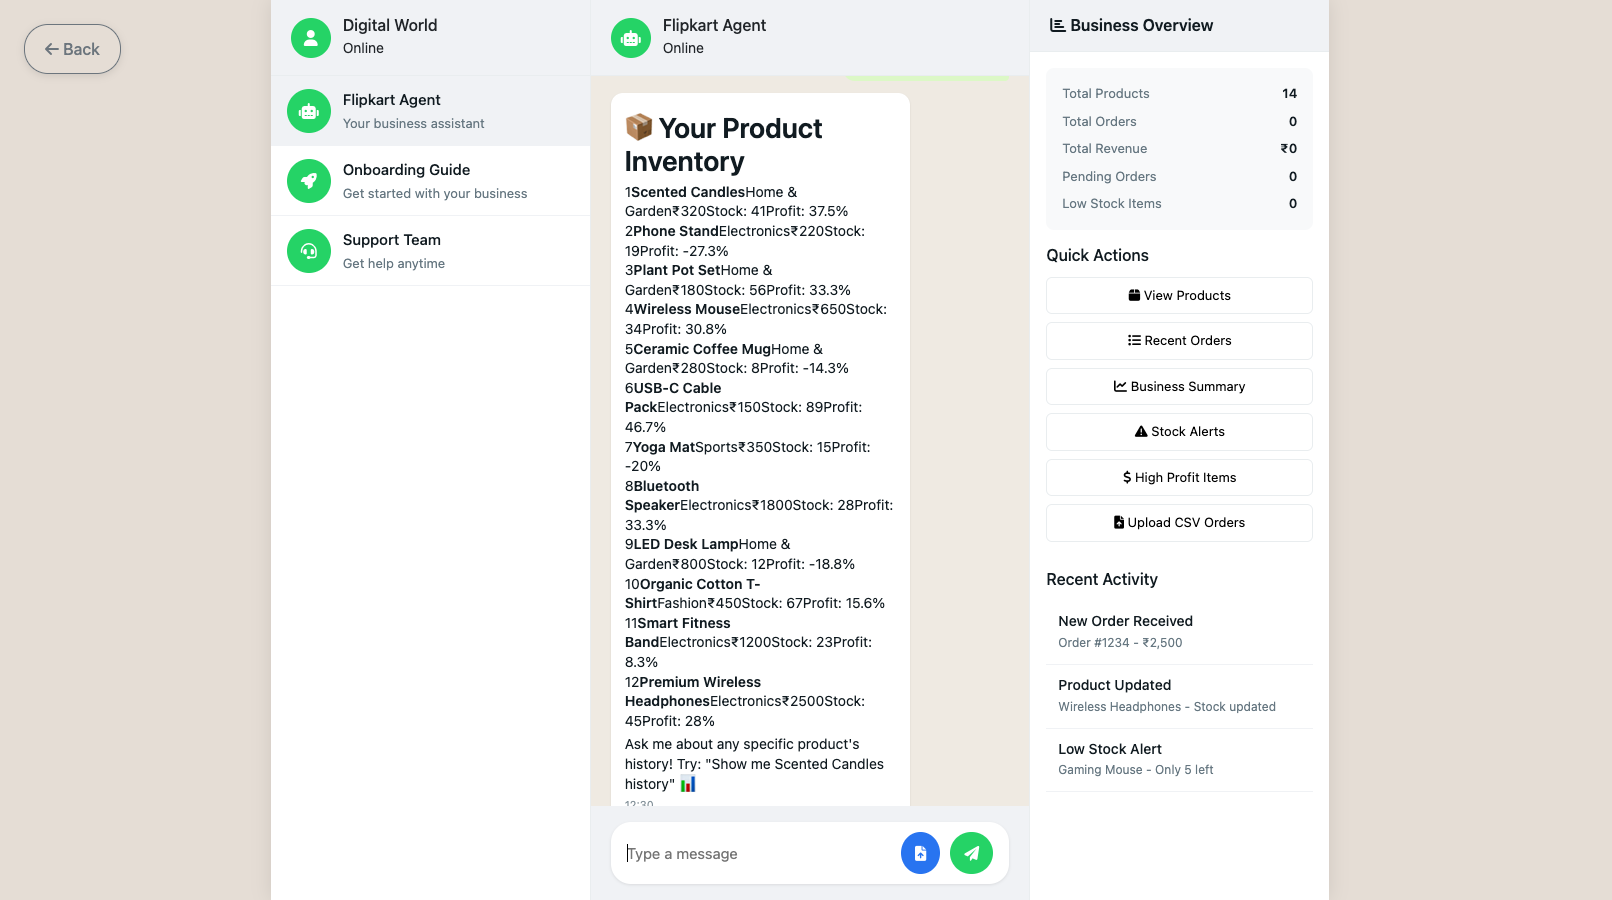 Back
Digital World
Online
Flipkart Agent
Your business assistant
Onboarding Guide
Get started with your business
Support Team
Get help anytime
Flipkart Agent
Online
📦 Your Product
Inventory
1Scented CandlesHome &
Garden₹320Stock: 41Profit: 37.5%
2Phone StandElectronics₹220Stock:
19Profit: -27.3%
3Plant Pot SetHome &
Garden₹180Stock: 56Profit: 33.3%
4Wireless MouseElectronics₹650Stock:
34Profit: 30.8%
5Ceramic Coffee MugHome &
Garden₹280Stock: 8Profit: -14.3%
6USB-C Cable
PackElectronics₹150Stock: 89Profit:
46.7%
7Yoga MatSports₹350Stock: 15Profit:
-20%
8Bluetooth
SpeakerElectronics₹1800Stock: 28Profit:
33.3%
9LED Desk LampHome &
Garden₹800Stock: 12Profit: -18.8%
10Organic Cotton T-
ShirtFashion₹450Stock: 67Profit: 15.6%
11Smart Fitness
BandElectronics₹1200Stock: 23Profit:
8.3%
12Premium Wireless
HeadphonesElectronics₹2500Stock:
45Profit: 28%
Ask me about any specific product's
history! Try: "Show me Scented Candles
history" 📊
12:30
Type a message
Business Overview
Total Products 14
Total Orders 0
Total Revenue ₹0
Pending Orders 0
Low Stock Items 0
Quick Actions
View Products
Recent Orders
Business Summary
Stock Alerts
High Profit Items
Upload CSV Orders
Recent Activity
New Order Received
Order #1234 - ₹2,500
Product Updated
Wireless Headphones - Stock updated
Low Stock Alert
Gaming Mouse - Only 5 left